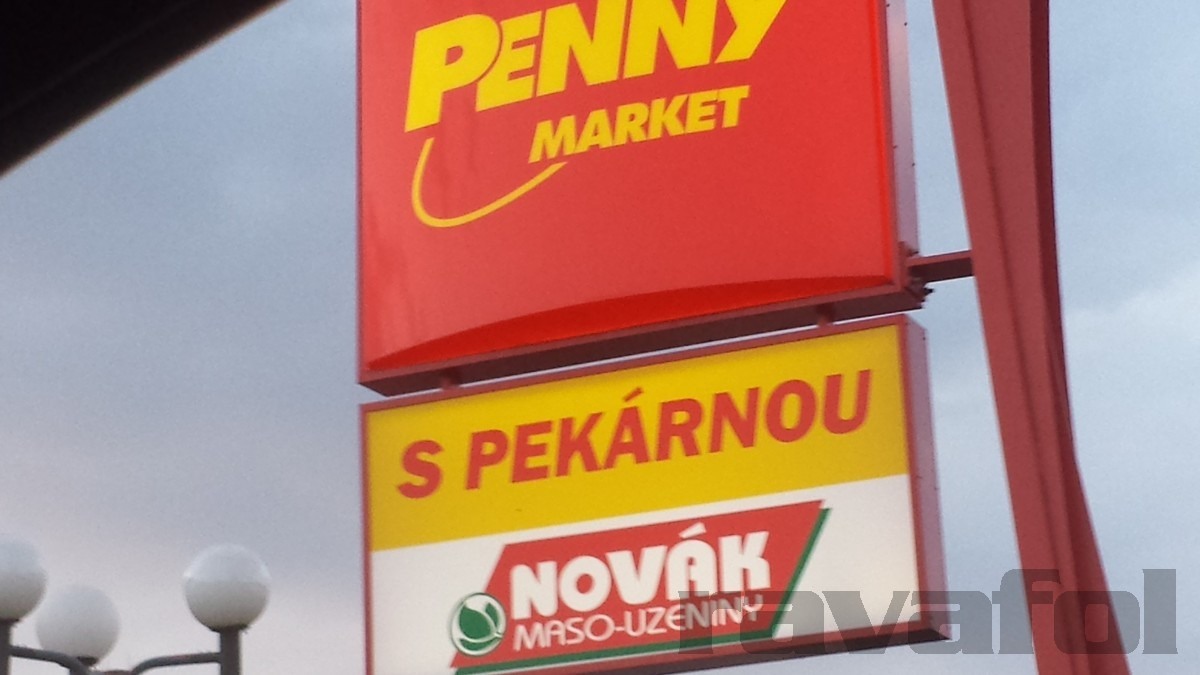 PENNY
MARKET
S PEKÁRNOU
NOVÁK
MASO-UZENINY
ravafol